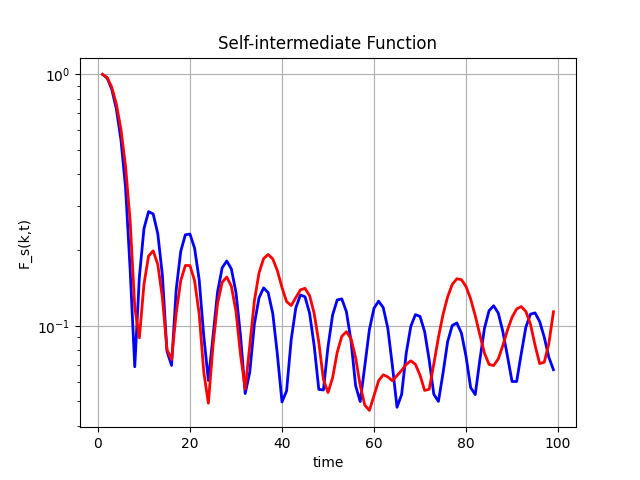 Self-intermediate Function
10⁰
10⁻¹
F_s(k,t)
0 20 40 60 80 100
time